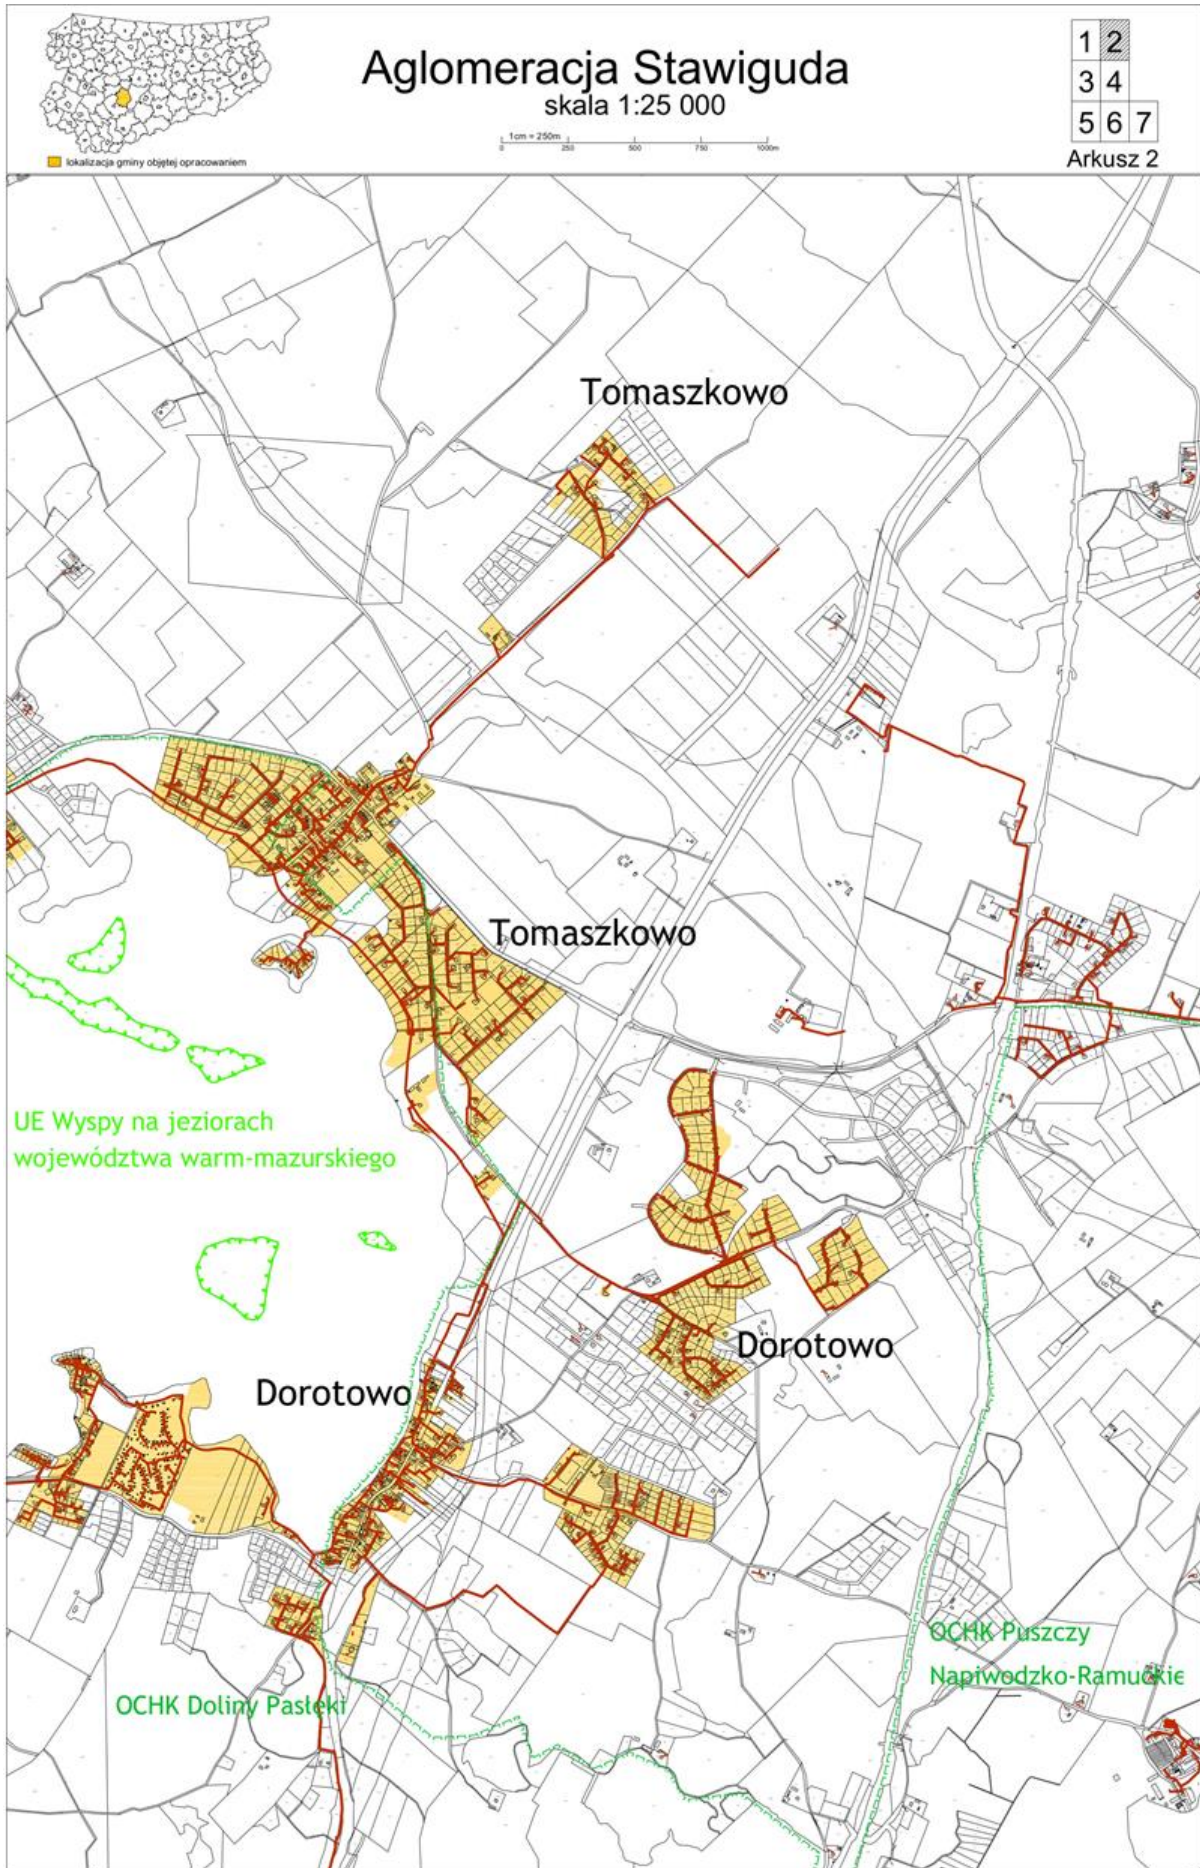 Aglomeracja Stawiguda
skala 1:25 000
1cm = 250m
0 250 500 750 1000m
lokalizacja gminy objętej opracowaniem
1 2
3 4
5 6 7
Arkusz 2
Tomaszkowo
Tomaszkowo
UE Wyspy na jeziorach
województwa warm-mazurskiego
Dorotowo
Dorotowo
OCHK Puszczy
Napiwodzko-Ramuckie
OCHK Doliny Pasłęki